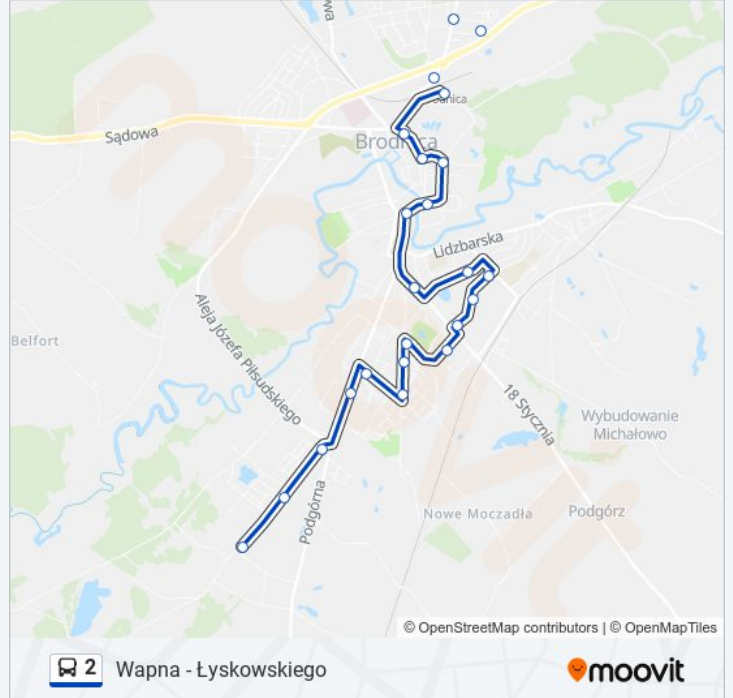 owa
Sądowa
Brodnica
Lidzbarska
Belfort
Aleja Józefa Piłsudskiego
18 Stycznia
Wybudowanie
Michałowo
Podgórna
Nowe Moczadła
Podgórz
© OpenStreetMap contributors | © OpenMapTiles
2 Wapna - Łyskowskiego
moovit